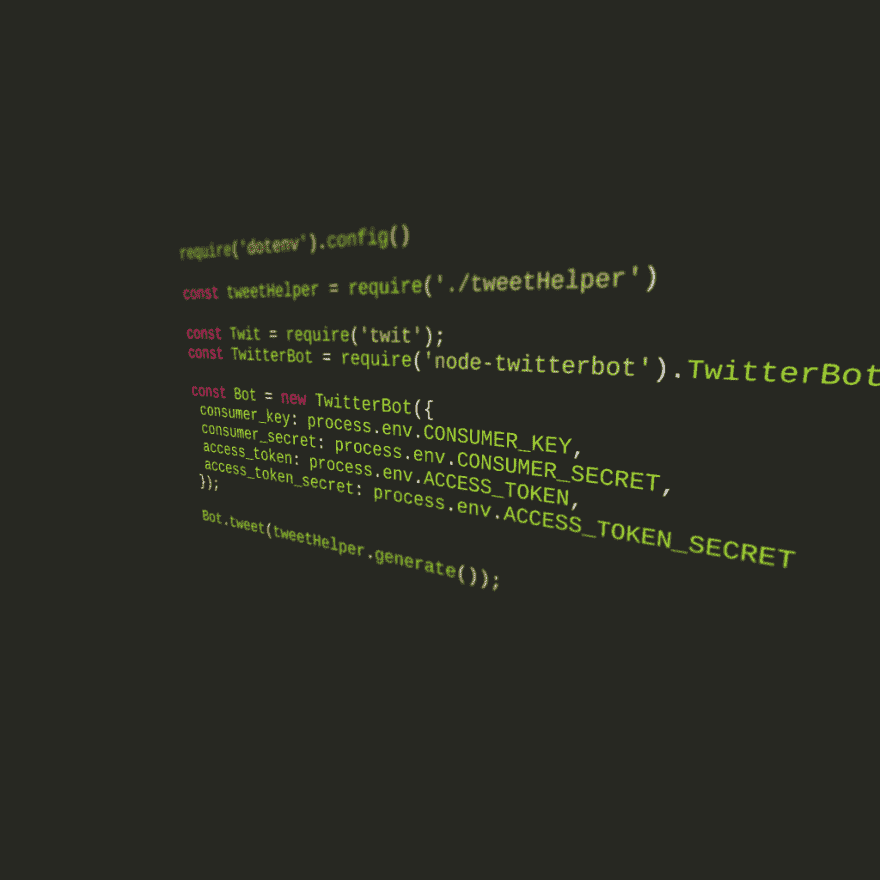 require('dotenv').config()
const tweetHelper = require('./tweetHelper')
const Twit = require('twit');
const TwitterBot = require('node-twitterbot').TwitterBot
const Bot = new TwitterBot({
consumer_key: process.env.CONSUMER_KEY,
consumer_secret: process.env.CONSUMER_SECRET,
access_token: process.env.ACCESS_TOKEN,
access_token_secret: process.env.ACCESS_TOKEN_SECRET
});
Bot.tweet(tweetHelper.generate());